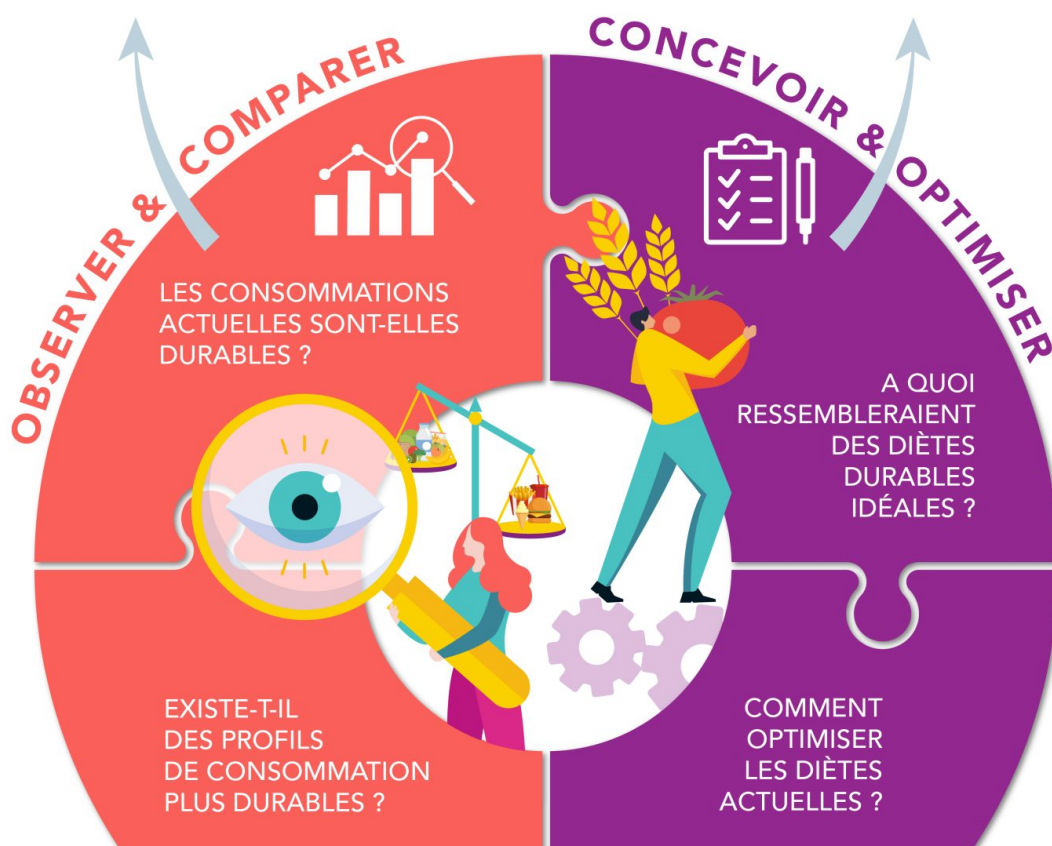 OBSERVER & COMPARER
CONCEVOIR & OPTIMISER
LES CONSOMMATIONS
ACTUELLES SONT-ELLES
DURABLES ?
A QUOI
RESSEMBLERAIENT
DES DIÈTES
DURABLES
IDÉALES ?
EXISTE-T-IL
DES PROFILS
DE CONSOMMATION
PLUS DURABLES ?
COMMENT
OPTIMISER
LES DIÈTES
ACTUELLES ?